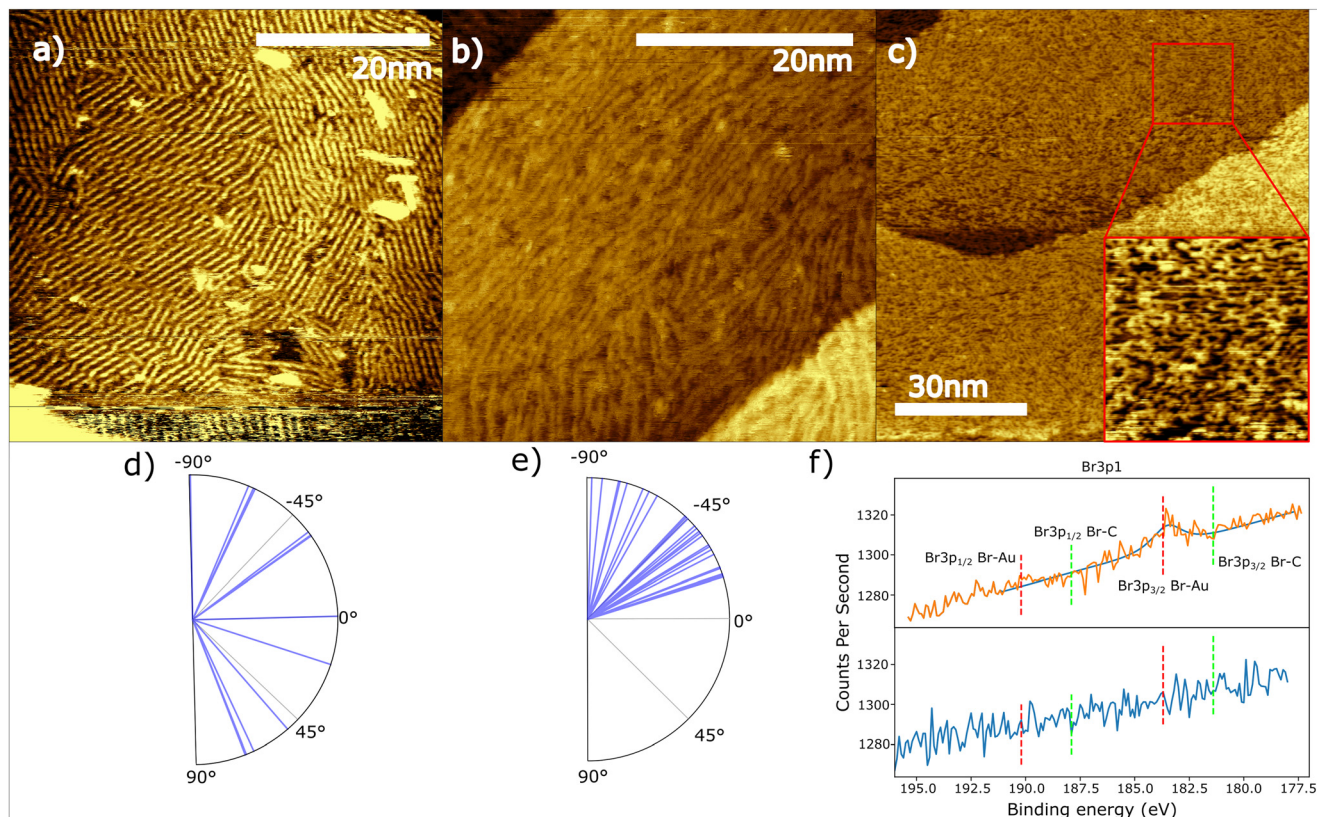 a)
20nm
b)
20nm
c)
30nm
d)
-90°
-45°
0°
45°
90°
e)
-90°
-45°
0°
45°
90°
f)
Br3p1
Counts Per Second
1320
1300
1280
Br3p1/2 Br-Au
Br3p1/2 Br-C
Br3p3/2 Br-Au
Br3p3/2 Br-C
1320
1300
1280
195.0 192.5 190.0 187.5 185.0 182.5 180.0 177.5
Binding energy (eV)